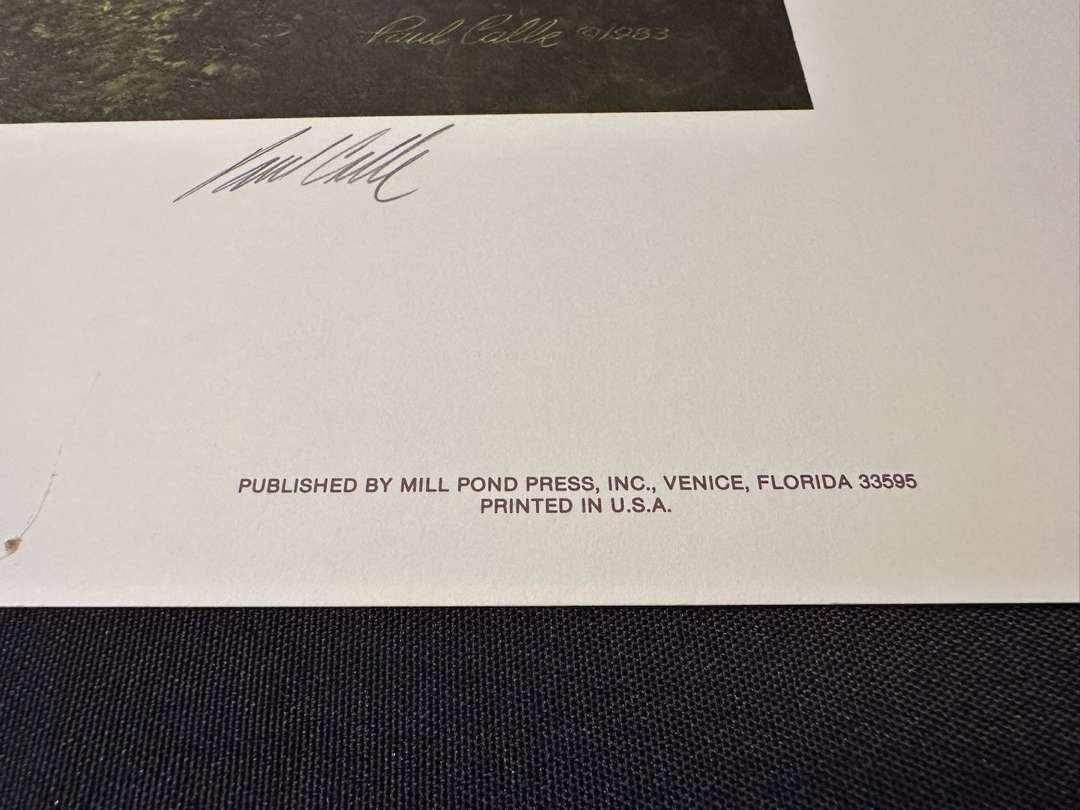 Paul Calle ©1983
Paul Calle
PUBLISHED BY MILL POND PRESS, INC., VENICE, FLORIDA 33595
PRINTED IN U.S.A.